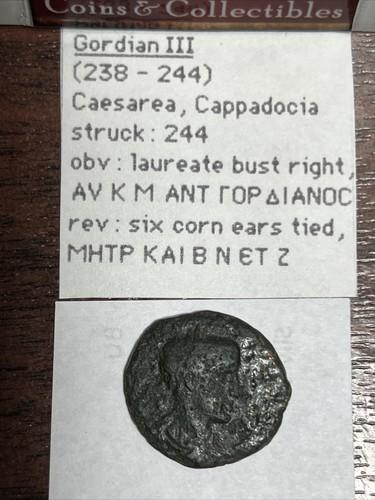 Coins & Collectibles
Gordian III
(238 - 244)
Caesarea, Cappadocia
struck: 244
obv: laureate bust right,
ΑV Κ Μ ΑΝΤ ΓΟΡΔΙΑΝΟC
rev: six corn ears tied,
ΜΗΤΡ ΚΑΙ Β Ν ЄΤ Ζ